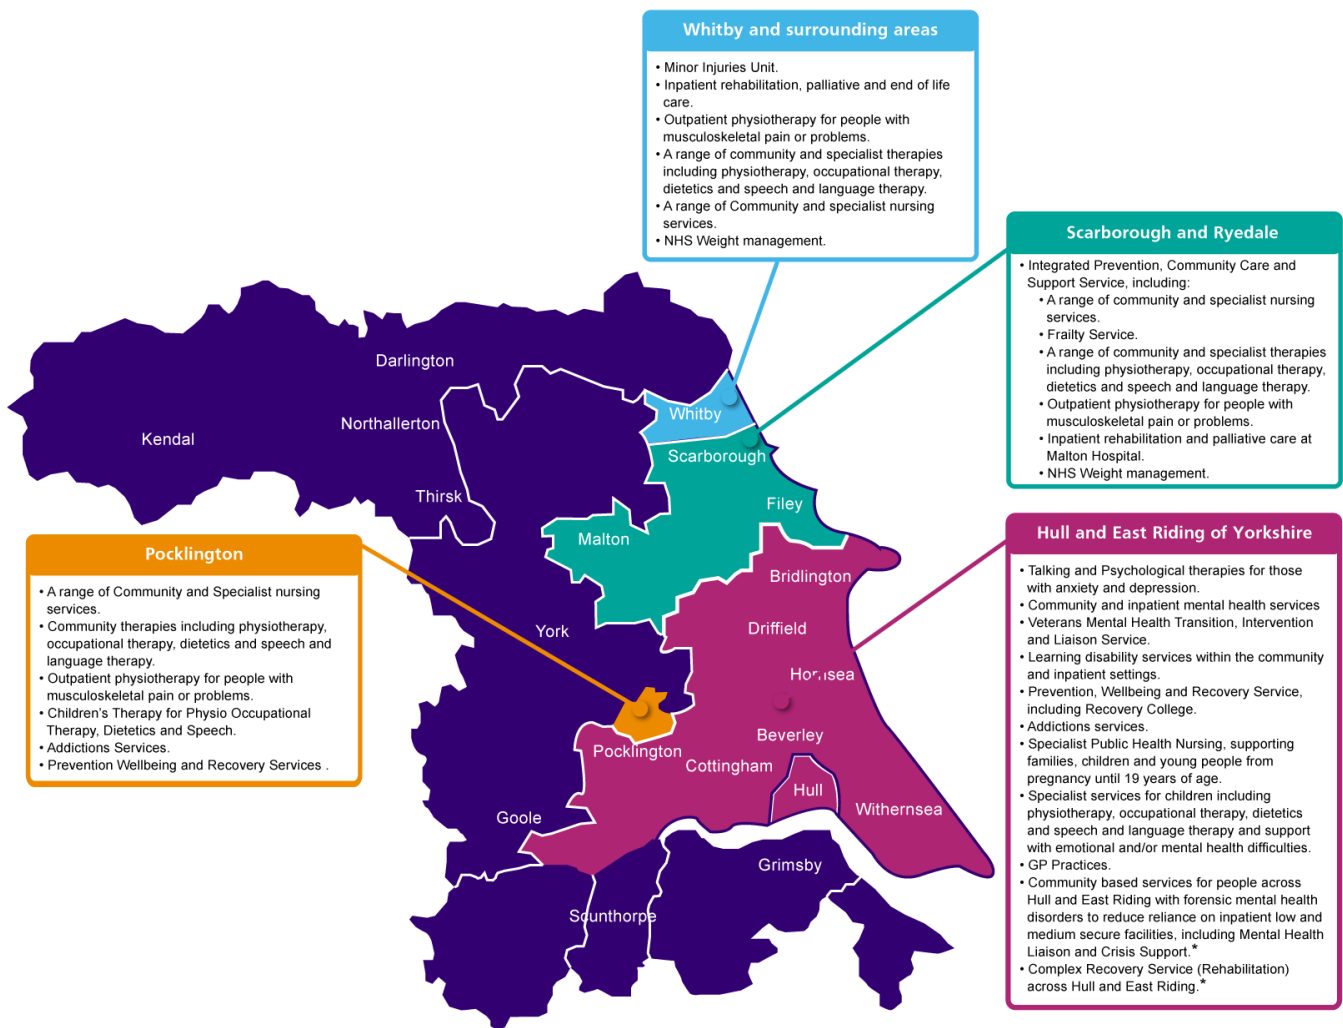 Whitby and surrounding areas
• Minor Injuries Unit.
• Inpatient rehabilitation, palliative and end of life
care.
• Outpatient physiotherapy for people with
musculoskeletal pain or problems.
• A range of community and specialist therapies
including physiotherapy, occupational therapy,
dietetics and speech and language therapy.
• A range of Community and specialist nursing
services.
• NHS Weight management.
Scarborough and Ryedale
• Integrated Prevention, Community Care and
Support Service, including:
• A range of community and specialist nursing
services.
• Frailty Service.
• A range of community and specialist therapies
including physiotherapy, occupational therapy,
dietetics and speech and language therapy.
• Outpatient physiotherapy for people with
musculoskeletal pain or problems.
• Inpatient rehabilitation and palliative care at
Malton Hospital.
• NHS Weight management.
Darlington
Whitby
Northallerton
Kendal
Scarborough
Thirsk
Filey
Malton
Bridlington
York
Driffield
Hornsea
Beverley
Pocklington
Cottingham
Hull
Withernsea
Goole
Grimsby
Scunthorpe
Pocklington
• A range of Community and Specialist nursing
services.
• Community therapies including physiotherapy,
occupational therapy, dietetics and speech and
language therapy.
• Outpatient physiotherapy for people with
musculoskeletal pain or problems.
• Children's Therapy for Physio Occupational
Therapy, Dietetics and Speech.
• Addictions Services.
• Prevention Wellbeing and Recovery Services .
Hull and East Riding of Yorkshire
• Talking and Psychological therapies for those
with anxiety and depression.
• Community and inpatient mental health services
• Veterans Mental Health Transition, Intervention
and Liaison Service.
• Learning disability services within the community
and inpatient settings.
• Prevention, Wellbeing and Recovery Service,
including Recovery College.
• Addictions services.
• Specialist Public Health Nursing, supporting
families, children and young people from
pregnancy until 19 years of age.
• Specialist services for children including
physiotherapy, occupational therapy, dietetics
and speech and language therapy and support
with emotional and/or mental health difficulties.
• GP Practices.
• Community based services for people across
Hull and East Riding with forensic mental health
disorders to reduce reliance on inpatient low and
medium secure facilities, including Mental Health
Liaison and Crisis Support.*
• Complex Recovery Service (Rehabilitation)
across Hull and East Riding.*